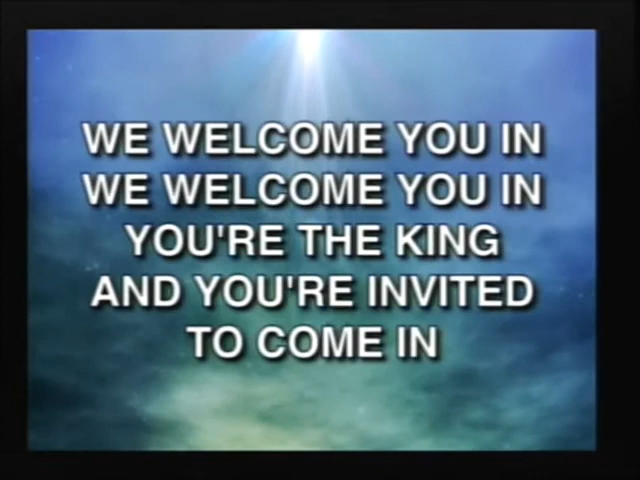 WE WELCOME YOU IN
WE WELCOME YOU IN
YOU'RE THE KING
AND YOU'RE INVITED
TO COME IN